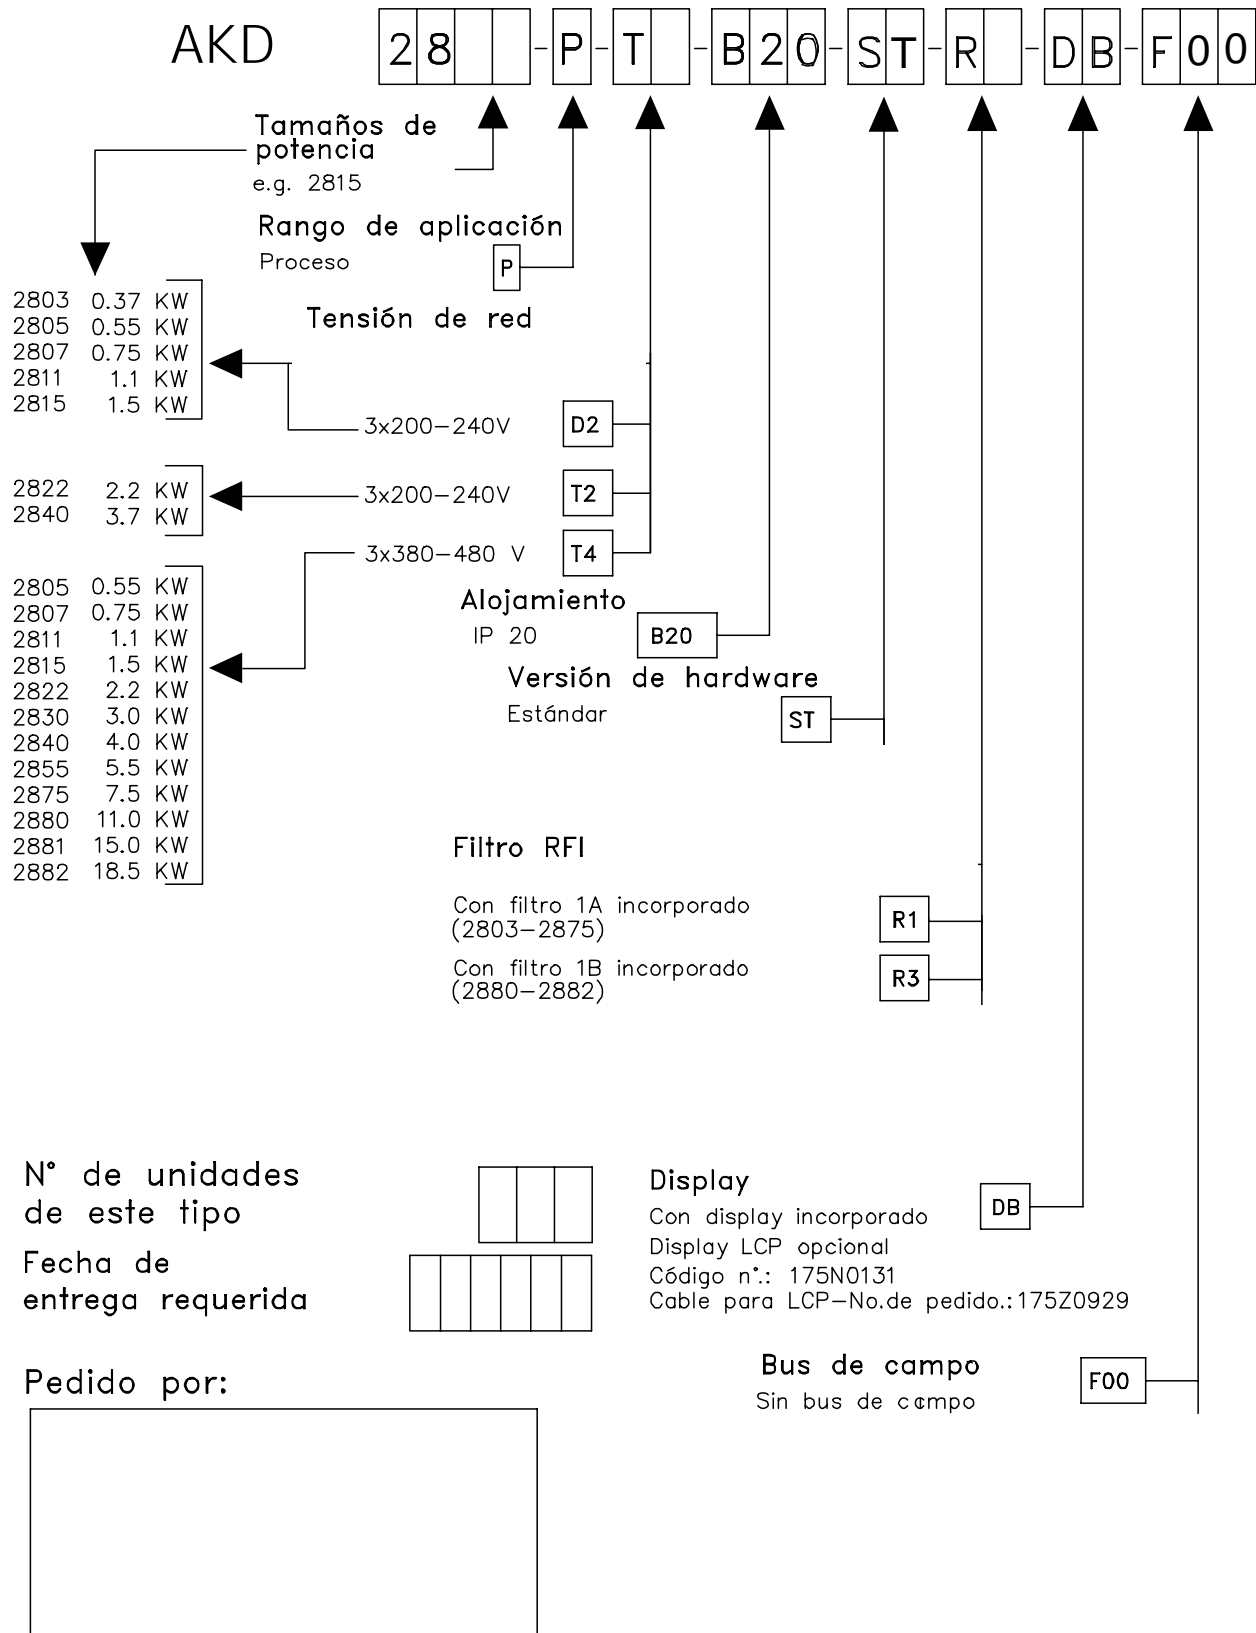 AKD 28 -P-T -B20-ST-R -DB-F00
Tamaños de
potencia
e.g. 2815
Rango de aplicación
Proceso P
Tensión de red
2803 0.37 KW
2805 0.55 KW
2807 0.75 KW
2811 1.1 KW
2815 1.5 KW
3x200-240V D2
2822 2.2 KW
2840 3.7 KW
3x200-240V T2
3x380-480 V T4
2805 0.55 KW
2807 0.75 KW
2811 1.1 KW
2815 1.5 KW
2822 2.2 KW
2830 3.0 KW
2840 4.0 KW
2855 5.5 KW
2875 7.5 KW
2880 11.0 KW
2881 15.0 KW
2882 18.5 KW
Alojamiento
IP 20 B20
Versión de hardware
Estándar ST
Filtro RFI
Con filtro 1A incorporado
(2803-2875) R1
Con filtro 1B incorporado
(2880-2882) R3
N° de unidades
de este tipo
Fecha de
entrega requerida
Pedido por:
Display
Con display incorporado DB
Display LCP opcional
Código n°.: 175N0131
Cable para LCP-No.de pedido.:175Z0929
Bus de campo
Sin bus de campo F00